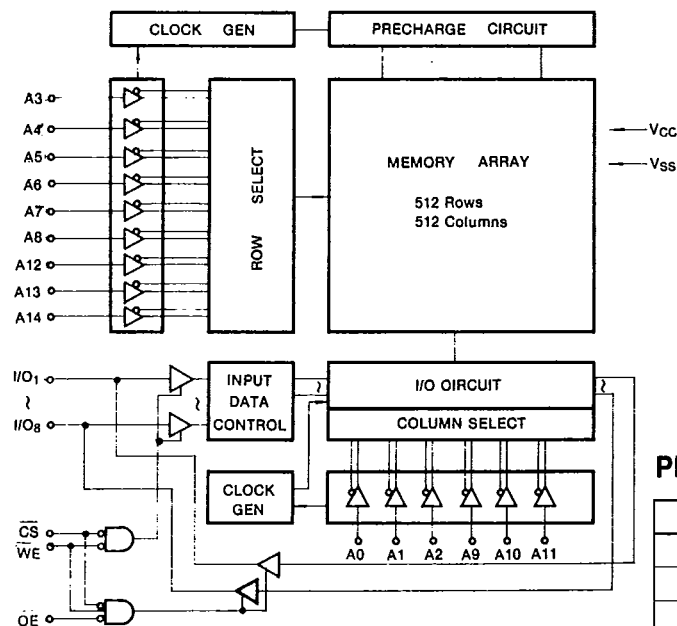 CLOCK GEN
PRECHARGE CIRCUIT
A3
A4
A5
A6
A7
A8
A12
A13
A14
ROW SELECT
MEMORY ARRAY
512 Rows
512 Columns
VCC
VSS
I/O1
~
I/O8
~
INPUT
DATA
CONTROL
~
I/O OIRCUIT
~
COLUMN SELECT
CLOCK
GEN
A0 A1 A2 A9 A10 A11
CS
WE
OE